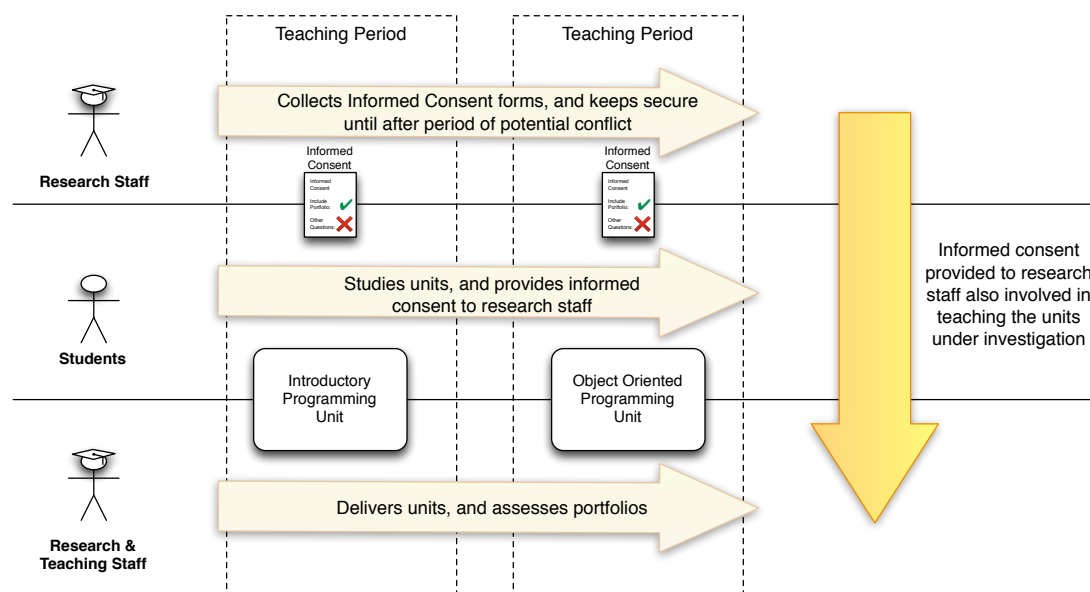 Teaching Period
Teaching Period
Collects Informed Consent forms, and keeps secure
until after period of potential conflict
Research Staff
Informed
Consent
Informed
Consent
Include
Portfolio:
Other
Questions:
Informed
Consent
Informed
Consent
Include
Portfolio:
Other
Questions:
Studies units, and provides informed
consent to research staff
Students
Informed consent
provided to research
staff also involved in
teaching the units
under investigation
Introductory
Programming
Unit
Object Oriented
Programming
Unit
Delivers units, and assesses portfolios
Research &
Teaching Staff